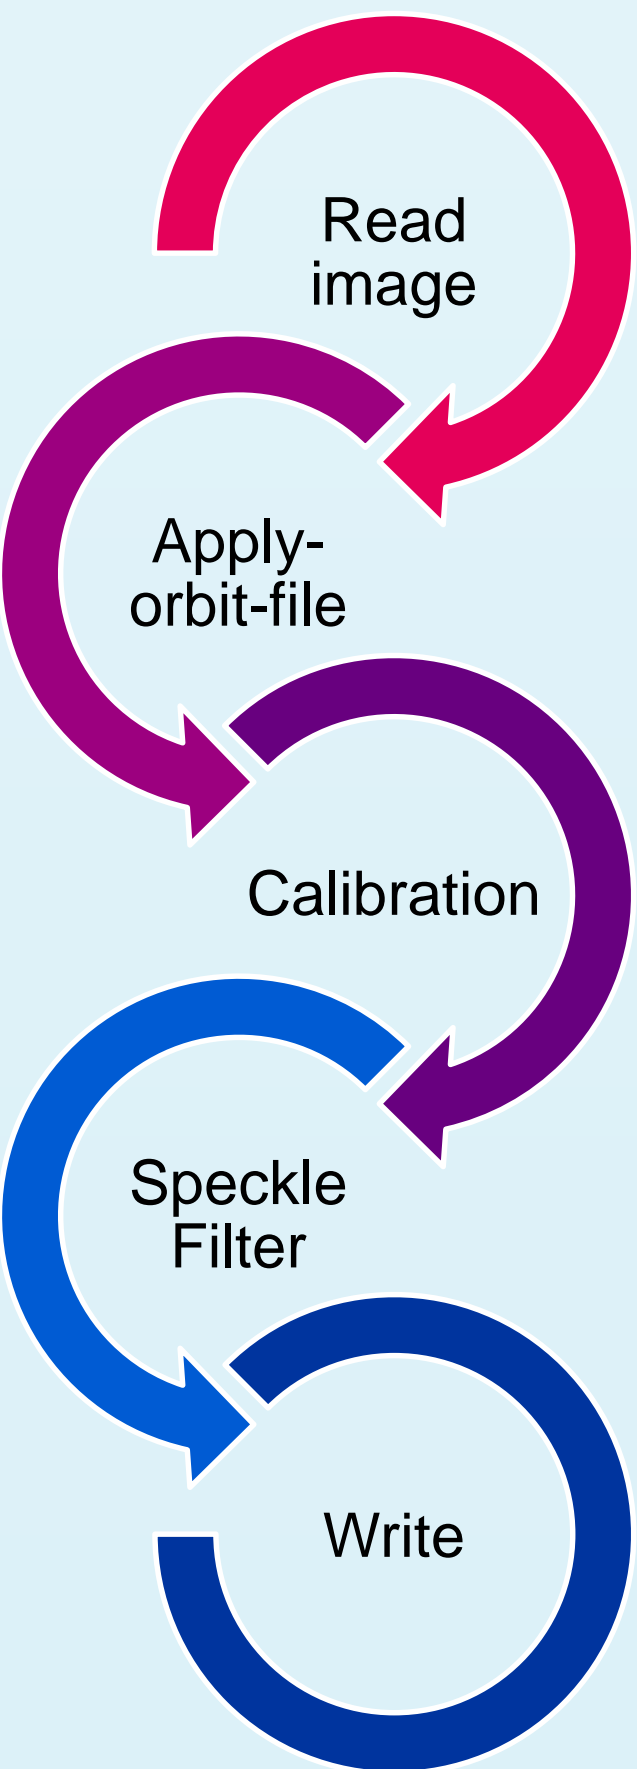 Read
image
Apply-
orbit-file
Calibration
Speckle
Filter
Write